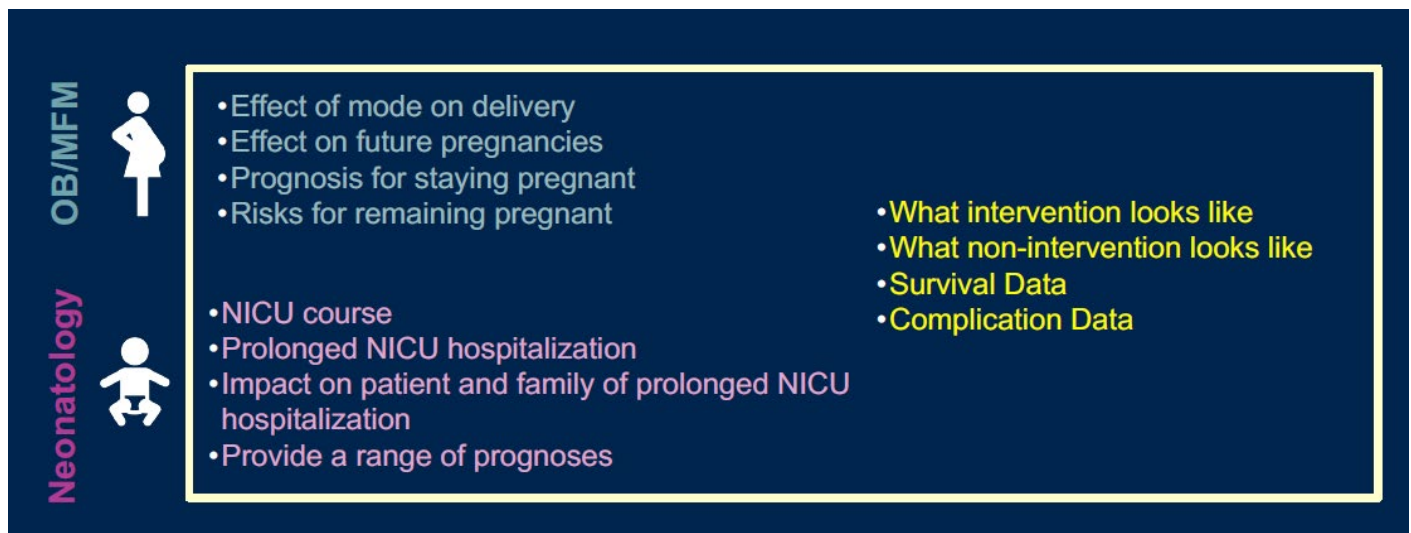 OB/MFM
•Effect of mode on delivery
•Effect on future pregnancies
•Prognosis for staying pregnant
•Risks for remaining pregnant
Neonatology
•NICU course
•Prolonged NICU hospitalization
•Impact on patient and family of prolonged NICU
hospitalization
•Provide a range of prognoses
•What intervention looks like
•What non-intervention looks like
•Survival Data
•Complication Data